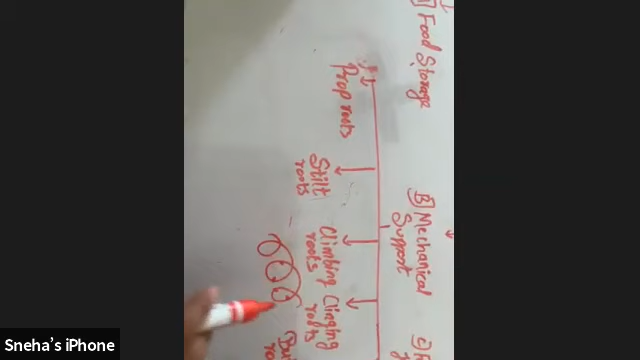 A) Food Storage
B) Mechanical
Support
C)
Prop roots
Stilt
roots
Climbing
roots
Clinging
roots
Sneha's iPhone